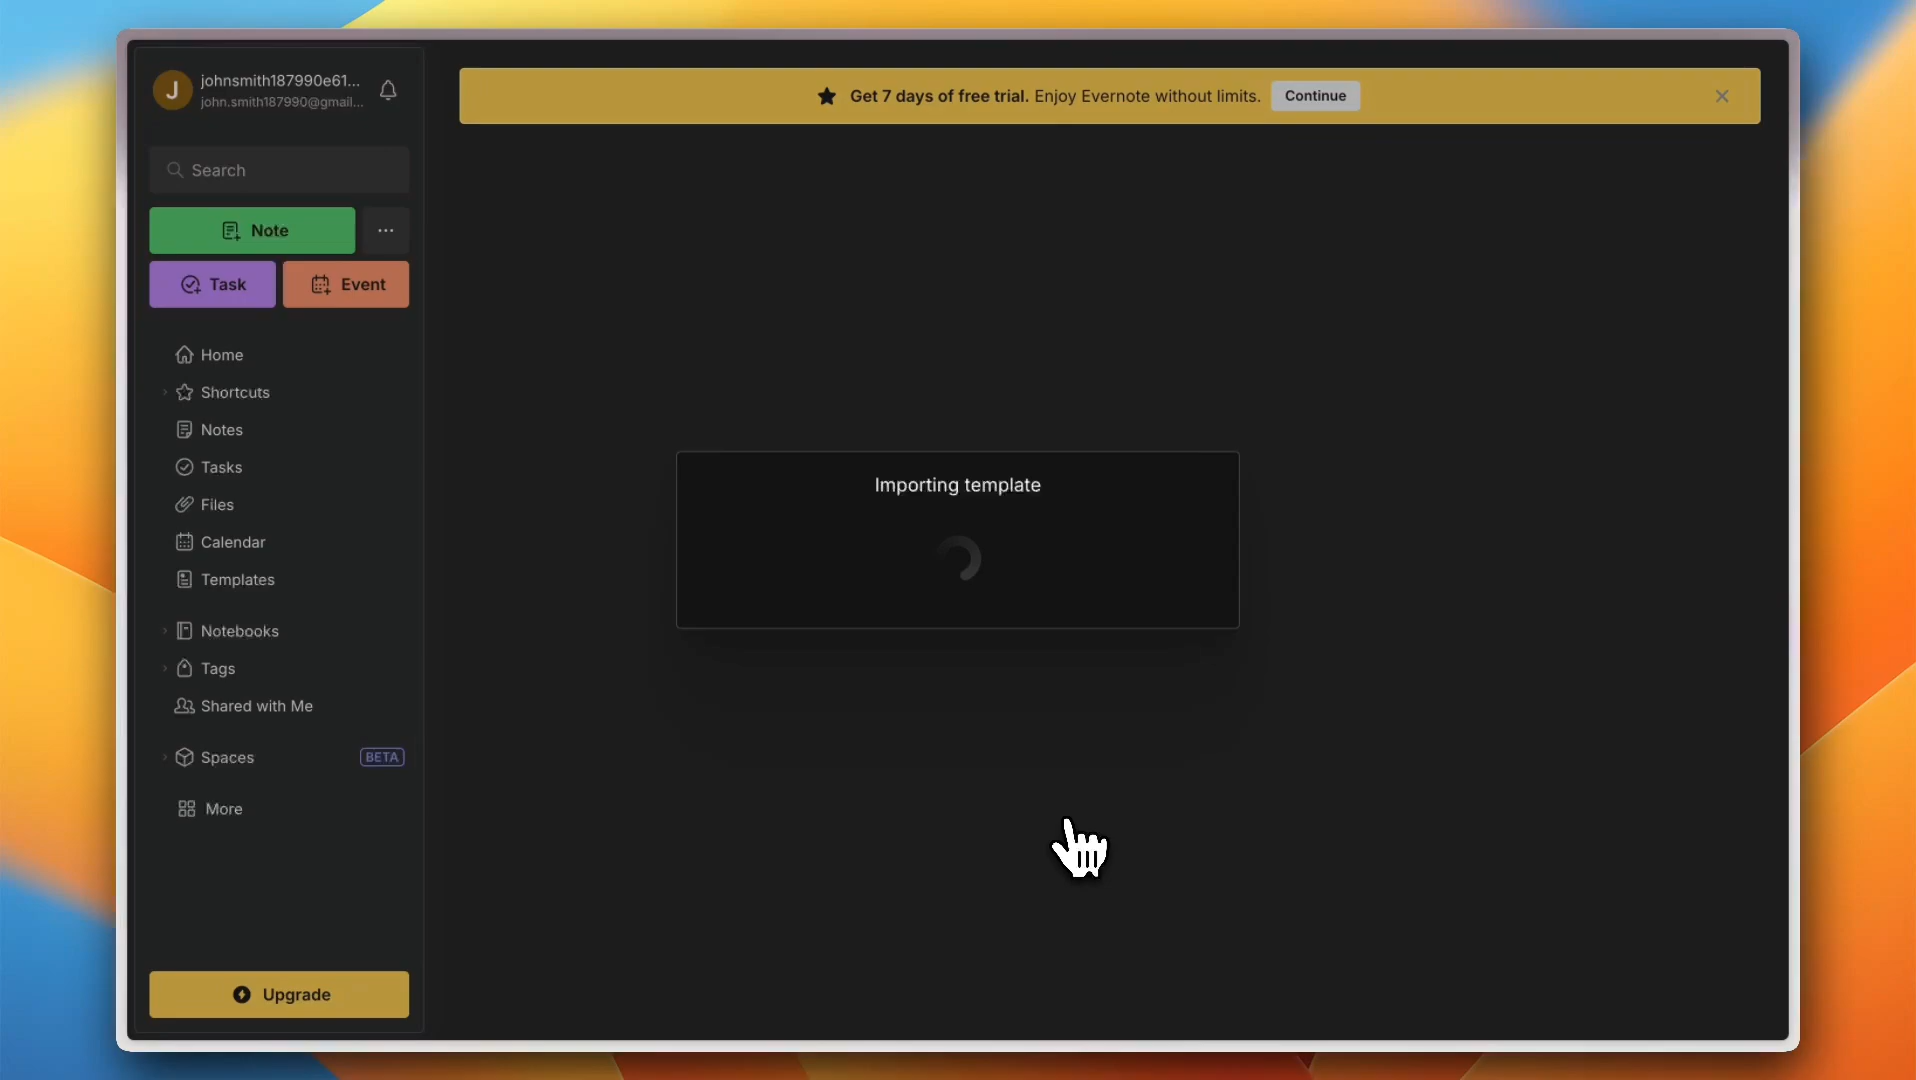 J
johnsmith187990e61...
john.smith187990@gmail...
Get 7 days of free trial. Enjoy Evernote without limits. Continue
Search
Note
Task
Event
Home
Shortcuts
Notes
Tasks
Files
Calendar
Templates
Notebooks
Tags
Shared with Me
Spaces BETA
More
Importing template
Upgrade